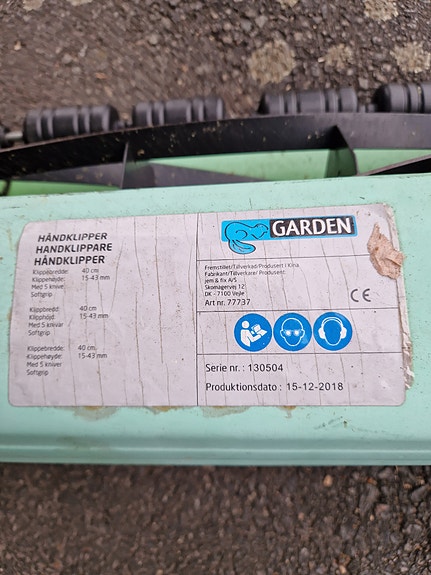 HÅNDKLIPPER
HANDKLIPPARE
HÅNDKLIPPER
Klippebredde: 40 cm
Klippehøjde: 15-43 mm
Med 5 knive
Softgrip
Klippbredd: 40 cm
Klipphöjd: 15-43 mm
Med 5 knivar
Softgrip
Klippebredde: 40 cm.
Klippehøyde: 15-43 mm
Med 5 kniver
Softgrip
GARDEN
Fremstillet/Tillverkad/Produsert i Kina
Fabrikant/Tillverkare/ Produsent:
jem & fix A/S
Skomagervej 12
DK - 7100 Vejle
Art nr. 77737
CE
Serie nr.: 130504
Produktionsdato : 15-12-2018